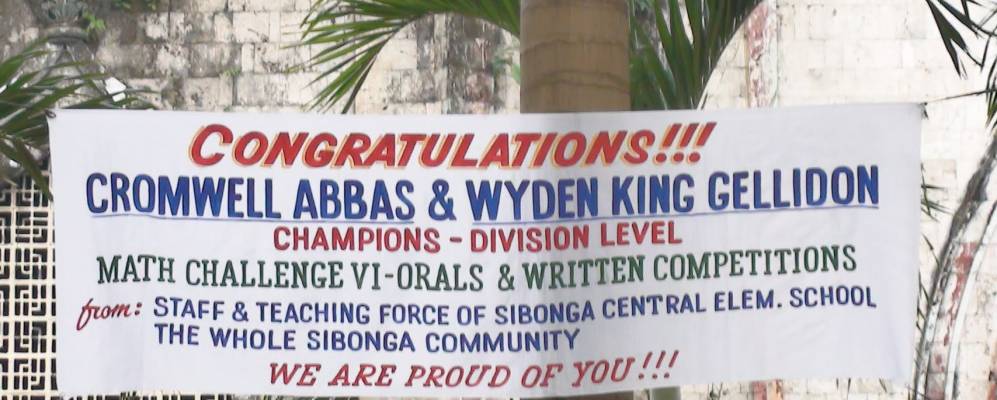 CONGRATULATIONS!!!
CROMWELL ABBAS & WYDEN KING GELLIDON
CHAMPIONS - DIVISION LEVEL
MATH CHALLENGE VI-ORALS & WRITTEN COMPETITIONS
from: STAFF & TEACHING FORCE OF SIBONGA CENTRAL ELEM. SCHOOL
THE WHOLE SIBONGA COMMUNITY
WE ARE PROUD OF YOU!!!